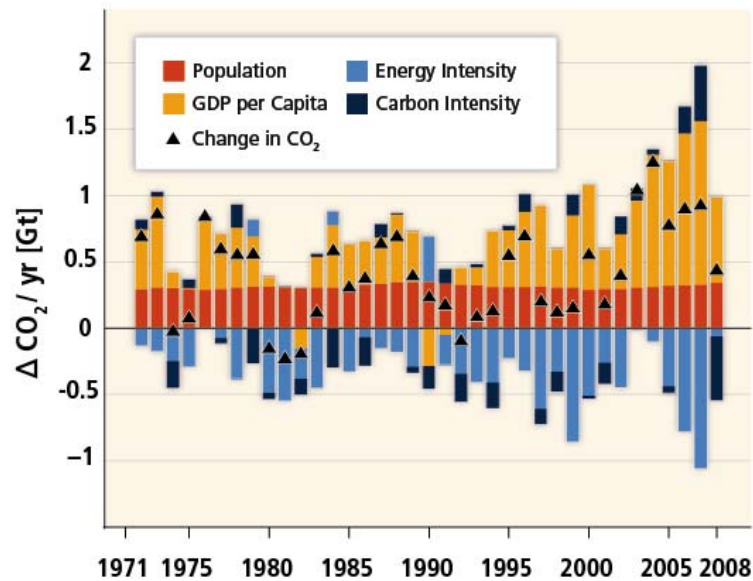 2
Population
Energy Intensity
1.5
GDP per Capita
Carbon Intensity
Change in CO₂
1
0.5
0
-0.5
−1
Δ CO₂/ yr [Gt]
1971 1975 1980 1985 1990 1995 2000 2005 2008